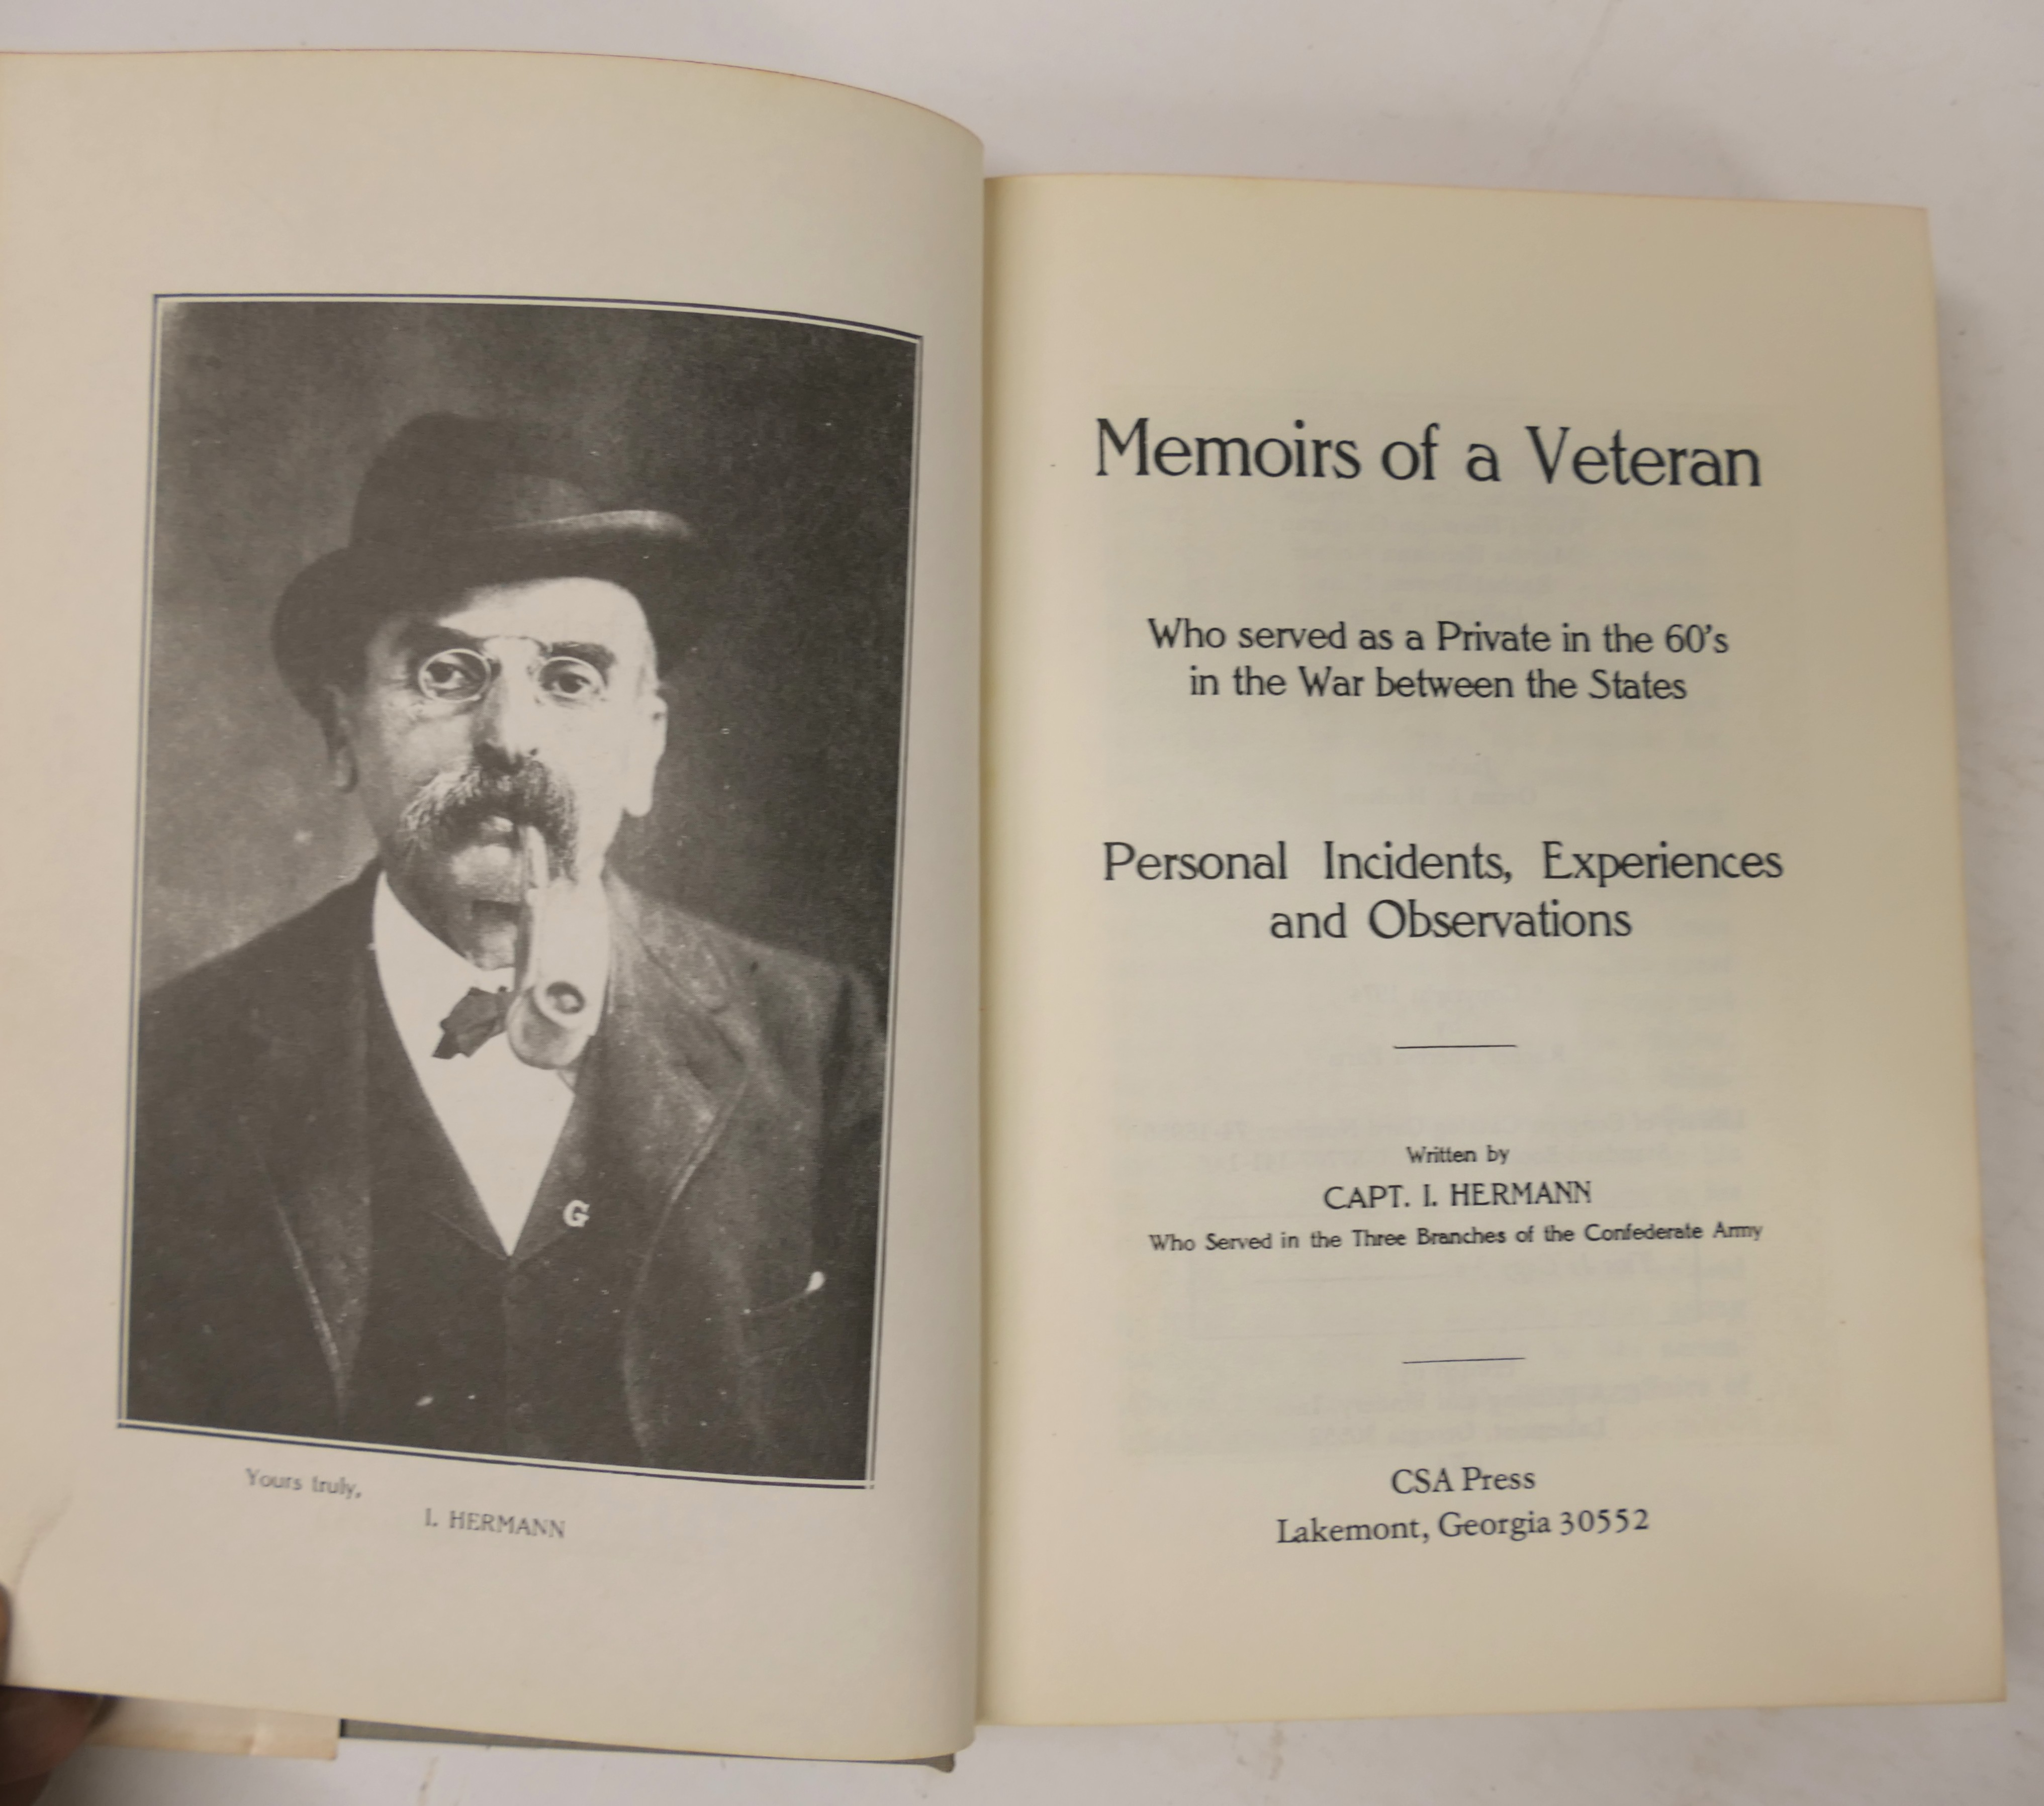 G
Yours truly,
I. HERMANN
Memoirs of a Veteran
Who served as a Private in the 60's
in the War between the States
Personal Incidents, Experiences
and Observations
Written by
CAPT. I. HERMANN
Who Served in the Three Branches of the Confederate Army
CSA Press
Lakemont, Georgia 30552